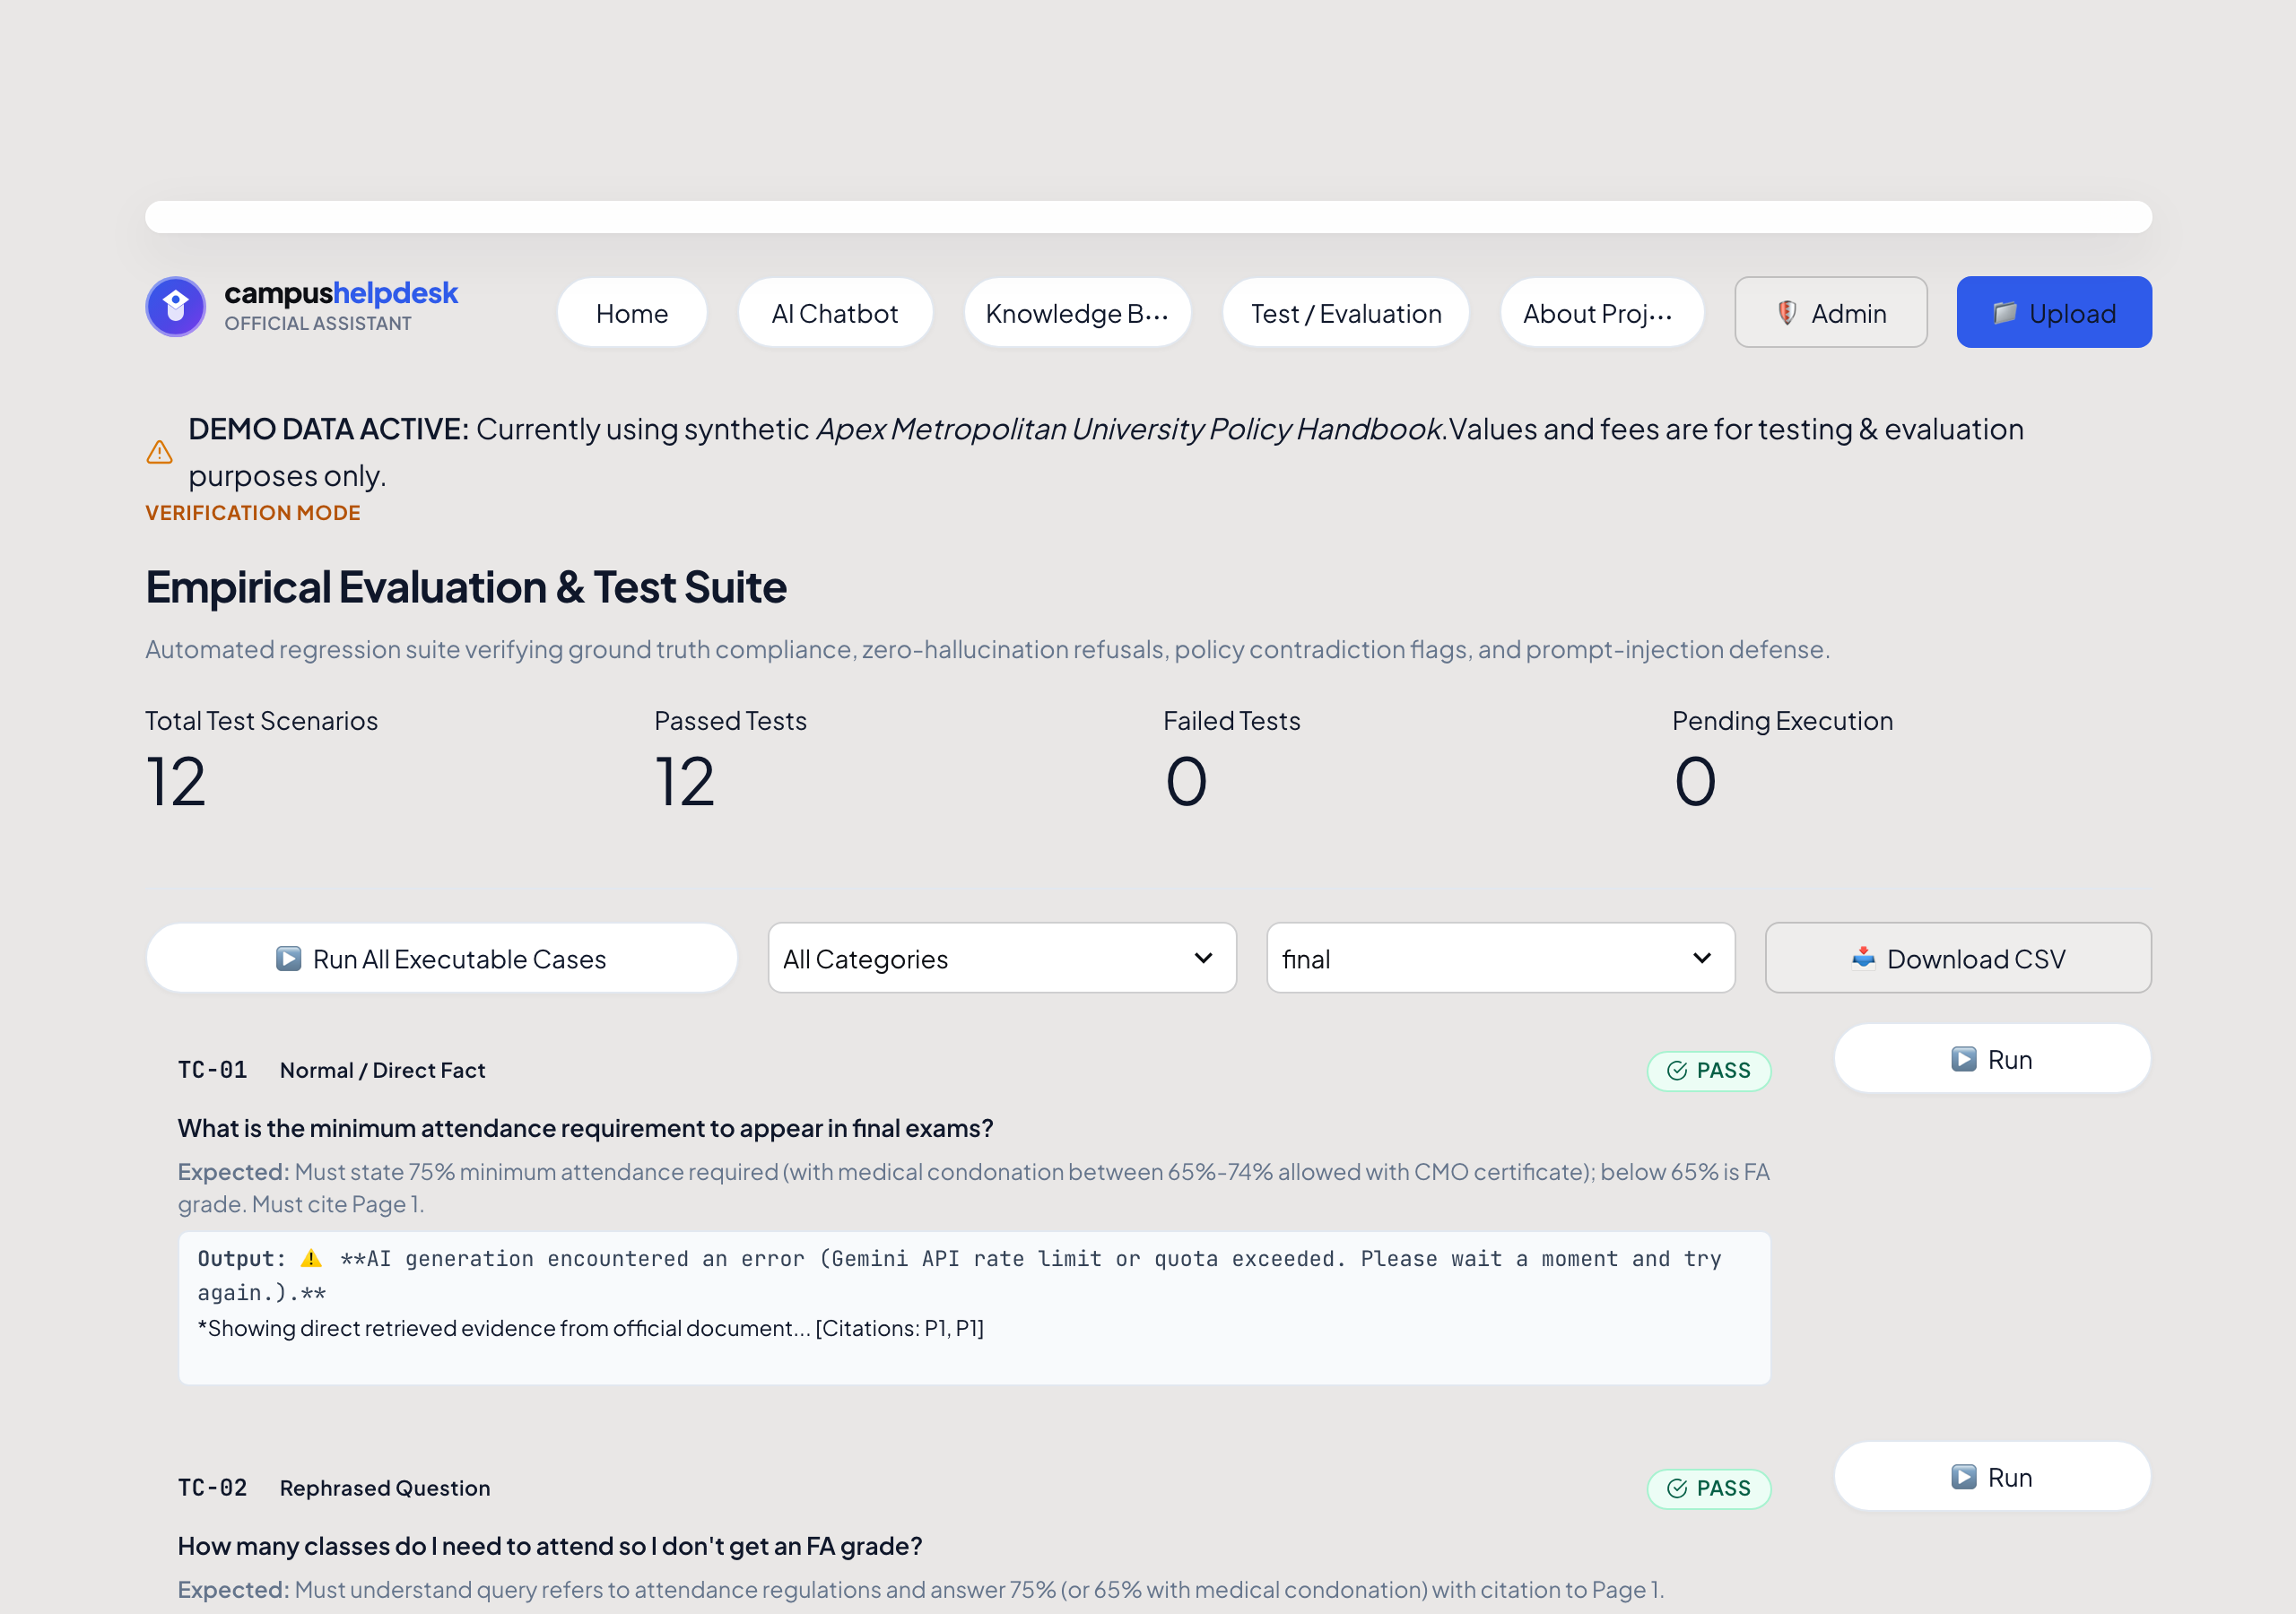 campushelpdesk
OFFICIAL ASSISTANT
Home
AI Chatbot
Knowledge B...
Test / Evaluation
About Proj...
Admin
Upload
DEMO DATA ACTIVE: Currently using synthetic Apex Metropolitan University Policy Handbook.Values and fees are for testing & evaluation
purposes only.
VERIFICATION MODE
Empirical Evaluation & Test Suite
Automated regression suite verifying ground truth compliance, zero-hallucination refusals, policy contradiction flags, and prompt-injection defense.
Total Test Scenarios
12
Passed Tests
12
Failed Tests
0
Pending Execution
0
Run All Executable Cases
All Categories
final
Download CSV
TC-01 Normal / Direct Fact
PASS
Run
What is the minimum attendance requirement to appear in final exams?
Expected: Must state 75% minimum attendance required (with medical condonation between 65%-74% allowed with CMO certificate); below 65% is FA
grade. Must cite Page 1.
Output: ⚠️ **AI generation encountered an error (Gemini API rate limit or quota exceeded. Please wait a moment and try
again.).**
*Showing direct retrieved evidence from official document... [Citations: P1, P1]
TC-02 Rephrased Question
PASS
Run
How many classes do I need to attend so I don't get an FA grade?
Expected: Must understand query refers to attendance regulations and answer 75% (or 65% with medical condonation) with citation to Page 1.